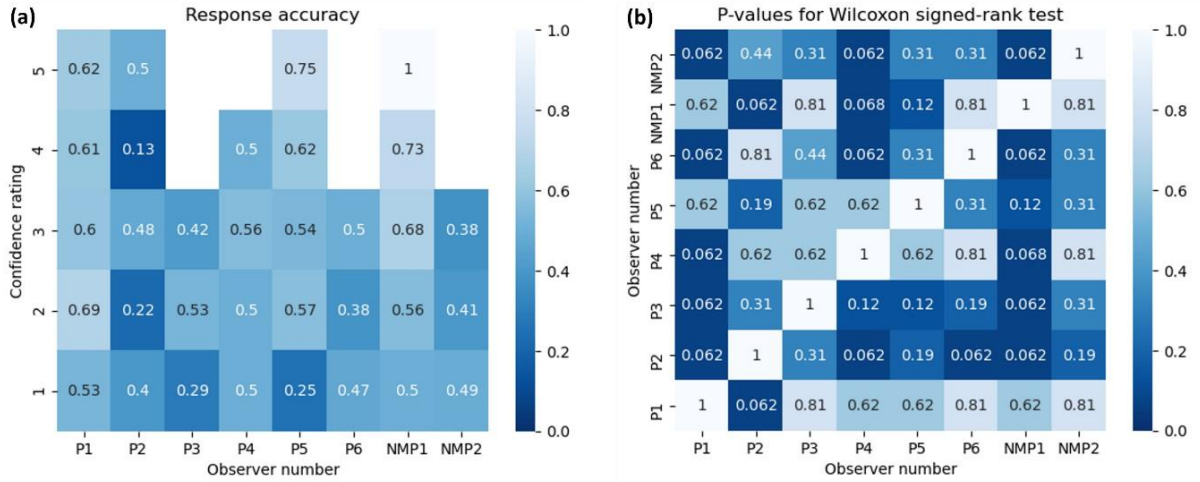 (a)
Response accuracy
Confidence rating
5
0.62 0.5 0.75 1
4
0.61 0.13 0.5 0.62 0.73
3
0.6 0.48 0.42 0.56 0.54 0.5 0.68 0.38
2
0.69 0.22 0.53 0.5 0.57 0.38 0.56 0.41
1
0.53 0.4 0.29 0.5 0.25 0.47 0.5 0.49
P1 P2 P3 P4 P5 P6 NMP1 NMP2
Observer number
1.0
0.8
0.6
0.4
0.2
0.0
(b)
P-values for Wilcoxon signed-rank test
Observer number
NMP2
0.062 0.44 0.31 0.062 0.31 0.31 0.062 1
NMP1
0.62 0.062 0.81 0.068 0.12 0.81 1 0.81
P6
0.062 0.81 0.44 0.062 0.31 1 0.062 0.31
P5
0.62 0.19 0.62 0.62 1 0.31 0.12 0.31
P4
0.062 0.62 0.62 1 0.62 0.81 0.068 0.81
P3
0.062 0.31 1 0.12 0.12 0.19 0.062 0.31
P2
0.062 1 0.31 0.062 0.19 0.062 0.062 0.19
P1
1 0.062 0.81 0.62 0.62 0.81 0.62 0.81
P1 P2 P3 P4 P5 P6 NMP1 NMP2
Observer number
1.0
0.8
0.6
0.4
0.2
0.0